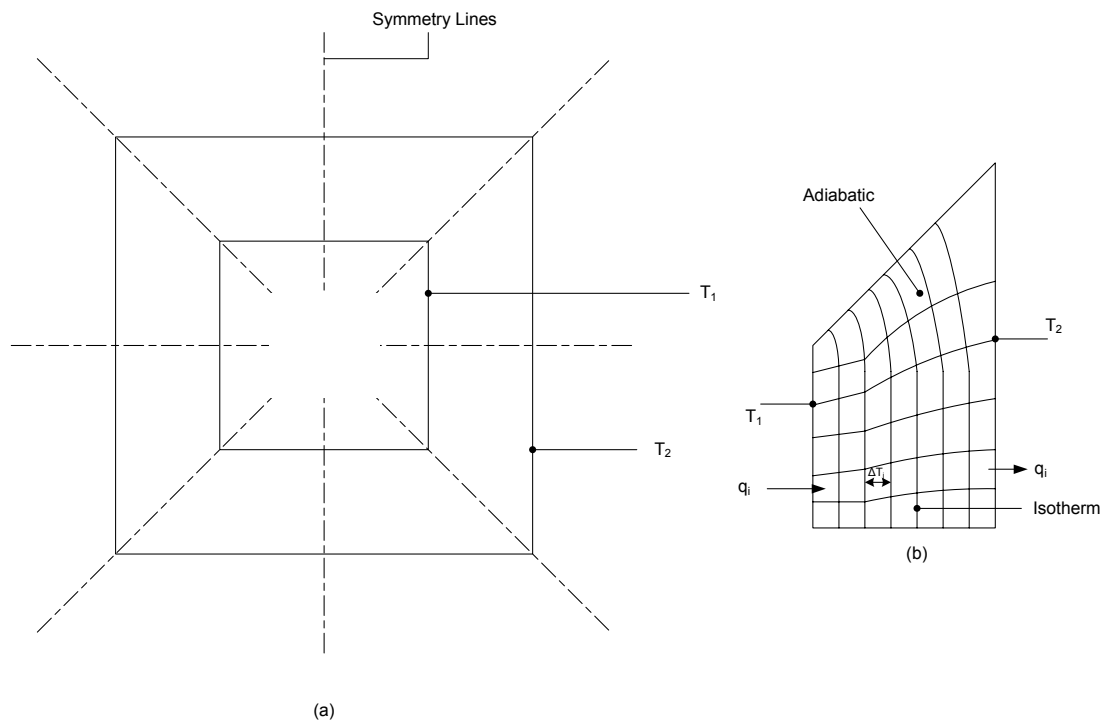 Symmetry Lines
T₁
T₂
(a)
Adiabatic
T₂
T₁
ΔTⱼ
qᵢ
qᵢ
Isotherm
(b)